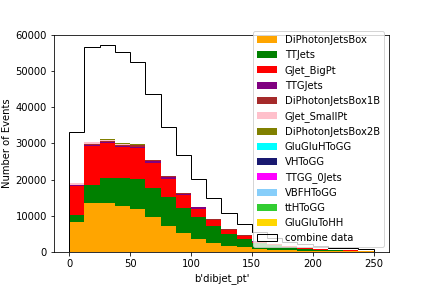 60000
50000
40000
30000
20000
10000
0
Number of Events
0
50
100
150
200
250
b'dibjet_pt'
DiPhotonJetsBox
TTJets
GJet_BigPt
TTGJets
DiPhotonJetsBox1B
GJet_SmallPt
DiPhotonJetsBox2B
GluGluHToGG
VHToGG
TTGG_0Jets
VBFHToGG
ttHToGG
GluGluToHH
combine data